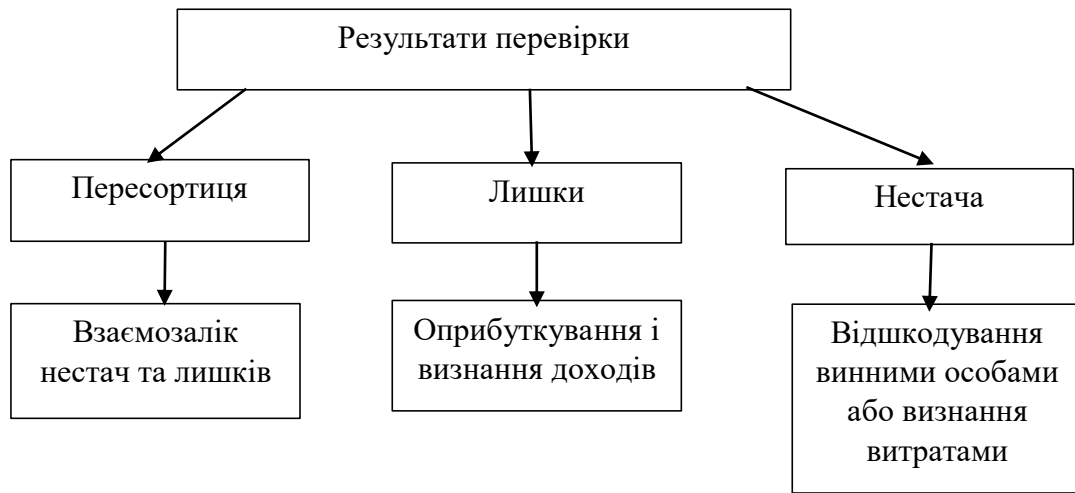 Результати перевірки
Пересортиця
Лишки
Нестача
Взаємозалік
нестач та лишків
Оприбуткування і
визнання доходів
Відшкодування
винними особами
або визнання
витратами